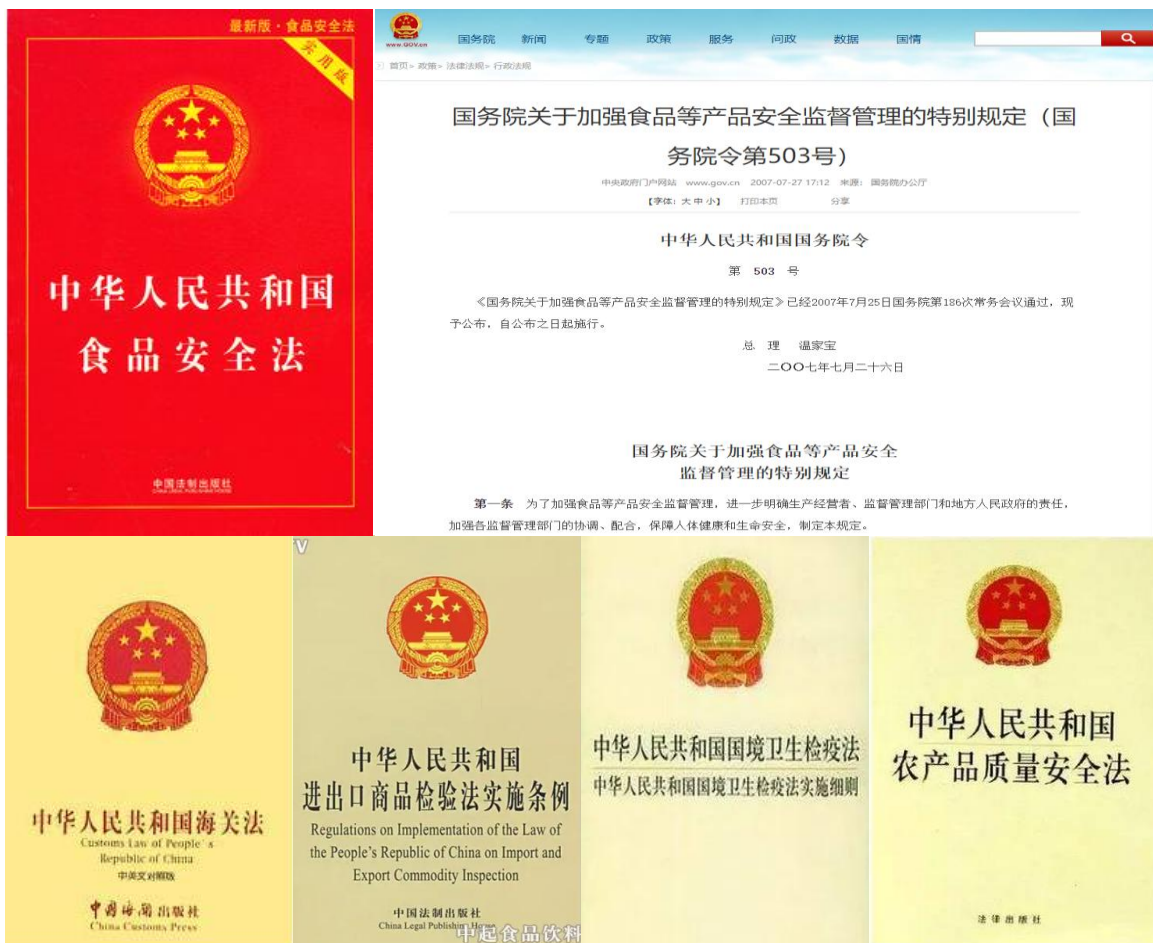 最新版·食品安全法
实用版
中华人民共和国
食品安全法
中国法制出版社
CHINA LEGAL PUBLISHING HOUSE
www.GOV.cn
国务院 新闻 专题 政策 服务 问政 数据 国情
首页> 政策> 法律法规> 行政法规
国务院关于加强食品等产品安全监督管理的特别规定（国
务院令第503号）
中央政府门户网站 www.gov.cn 2007-07-27 17:12 来源： 国务院办公厅
【字体：大 中 小】 打印本页 分享
中华人民共和国国务院令
第 503 号
《国务院关于加强食品等产品安全监督管理的特别规定》已经2007年7月25日国务院第186次常务会议通过，现
予公布，自公布之日起施行。
总 理 温家宝
二〇〇七年七月二十六日
国务院关于加强食品等产品安全
监督管理的特别规定
第一条 为了加强食品等产品安全监督管理，进一步明确生产经营者、监督管理部门和地方人民政府的责任，
加强各监督管理部门的协调、配合，保障人体健康和生命安全，制定本规定。
中华人民共和国海关法
Customs Law of People's
Republic of China
中英文对照版
中国海关出版社
China Customs Press
中华人民共和国
进出口商品检验法实施条例
Regulations on Implementation of the Law of
the People's Republic of China on Import and
Export Commodity Inspection
中国法制出版社
China Legal Publishing
中起食品饮料
中华人民共和国国境卫生检疫法
中华人民共和国国境卫生检疫法实施细则
中华人民共和国
农产品质量安全法
法律出版社